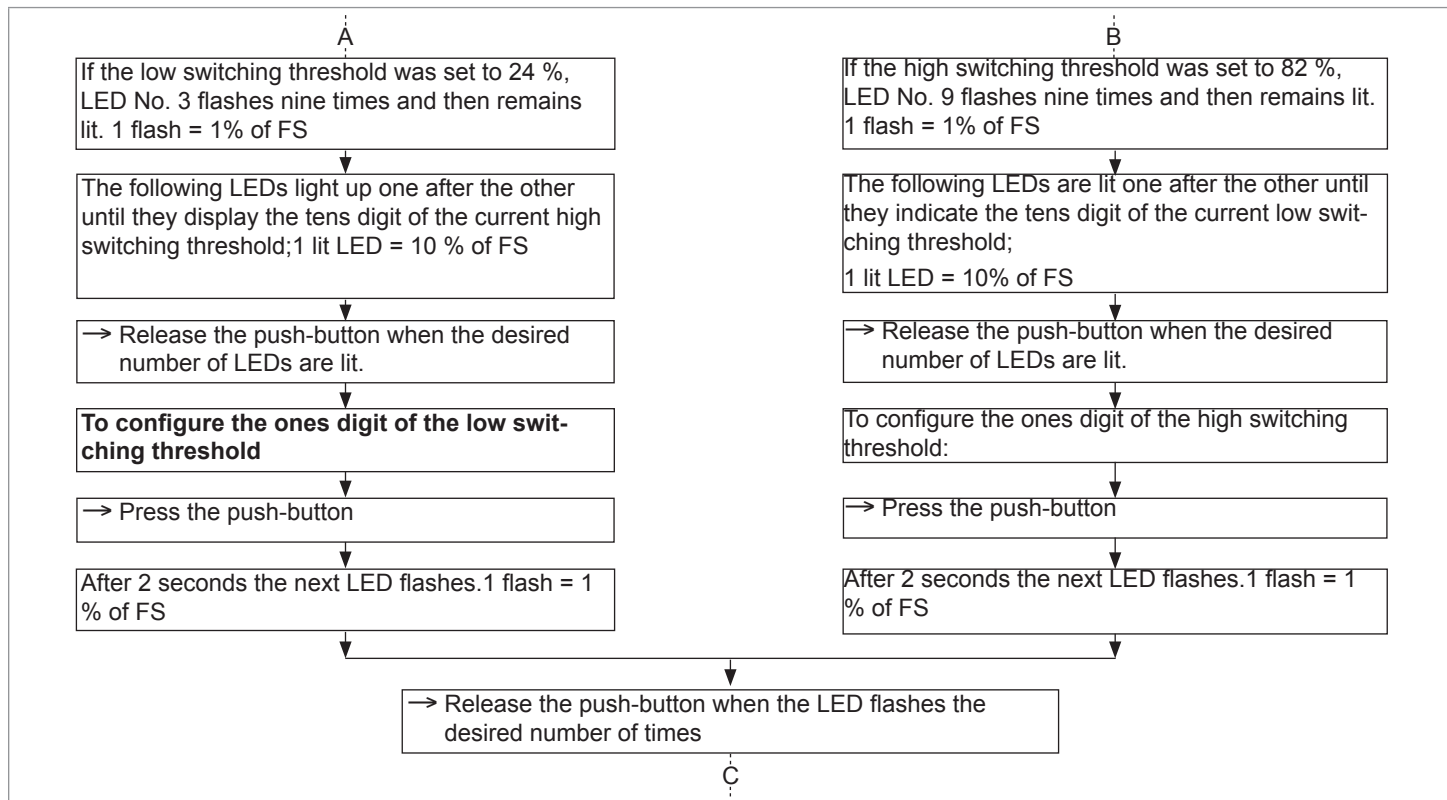 A
If the low switching threshold was set to 24 %,
LED No. 3 flashes nine times and then remains
lit. 1 flash = 1% of FS
The following LEDs light up one after the other
until they display the tens digit of the current high
switching threshold;1 lit LED = 10 % of FS
→ Release the push-button when the desired
number of LEDs are lit.
To configure the ones digit of the low swit-
ching threshold
→ Press the push-button
After 2 seconds the next LED flashes.1 flash = 1
% of FS
B
If the high switching threshold was set to 82 %,
LED No. 9 flashes nine times and then remains lit.
1 flash = 1% of FS
The following LEDs are lit one after the other until
they indicate the tens digit of the current low swit-
ching threshold;
1 lit LED = 10% of FS
→ Release the push-button when the desired
number of LEDs are lit.
To configure the ones digit of the high switching
threshold:
→ Press the push-button
After 2 seconds the next LED flashes.1 flash = 1
% of FS
→ Release the push-button when the LED flashes the
desired number of times
C